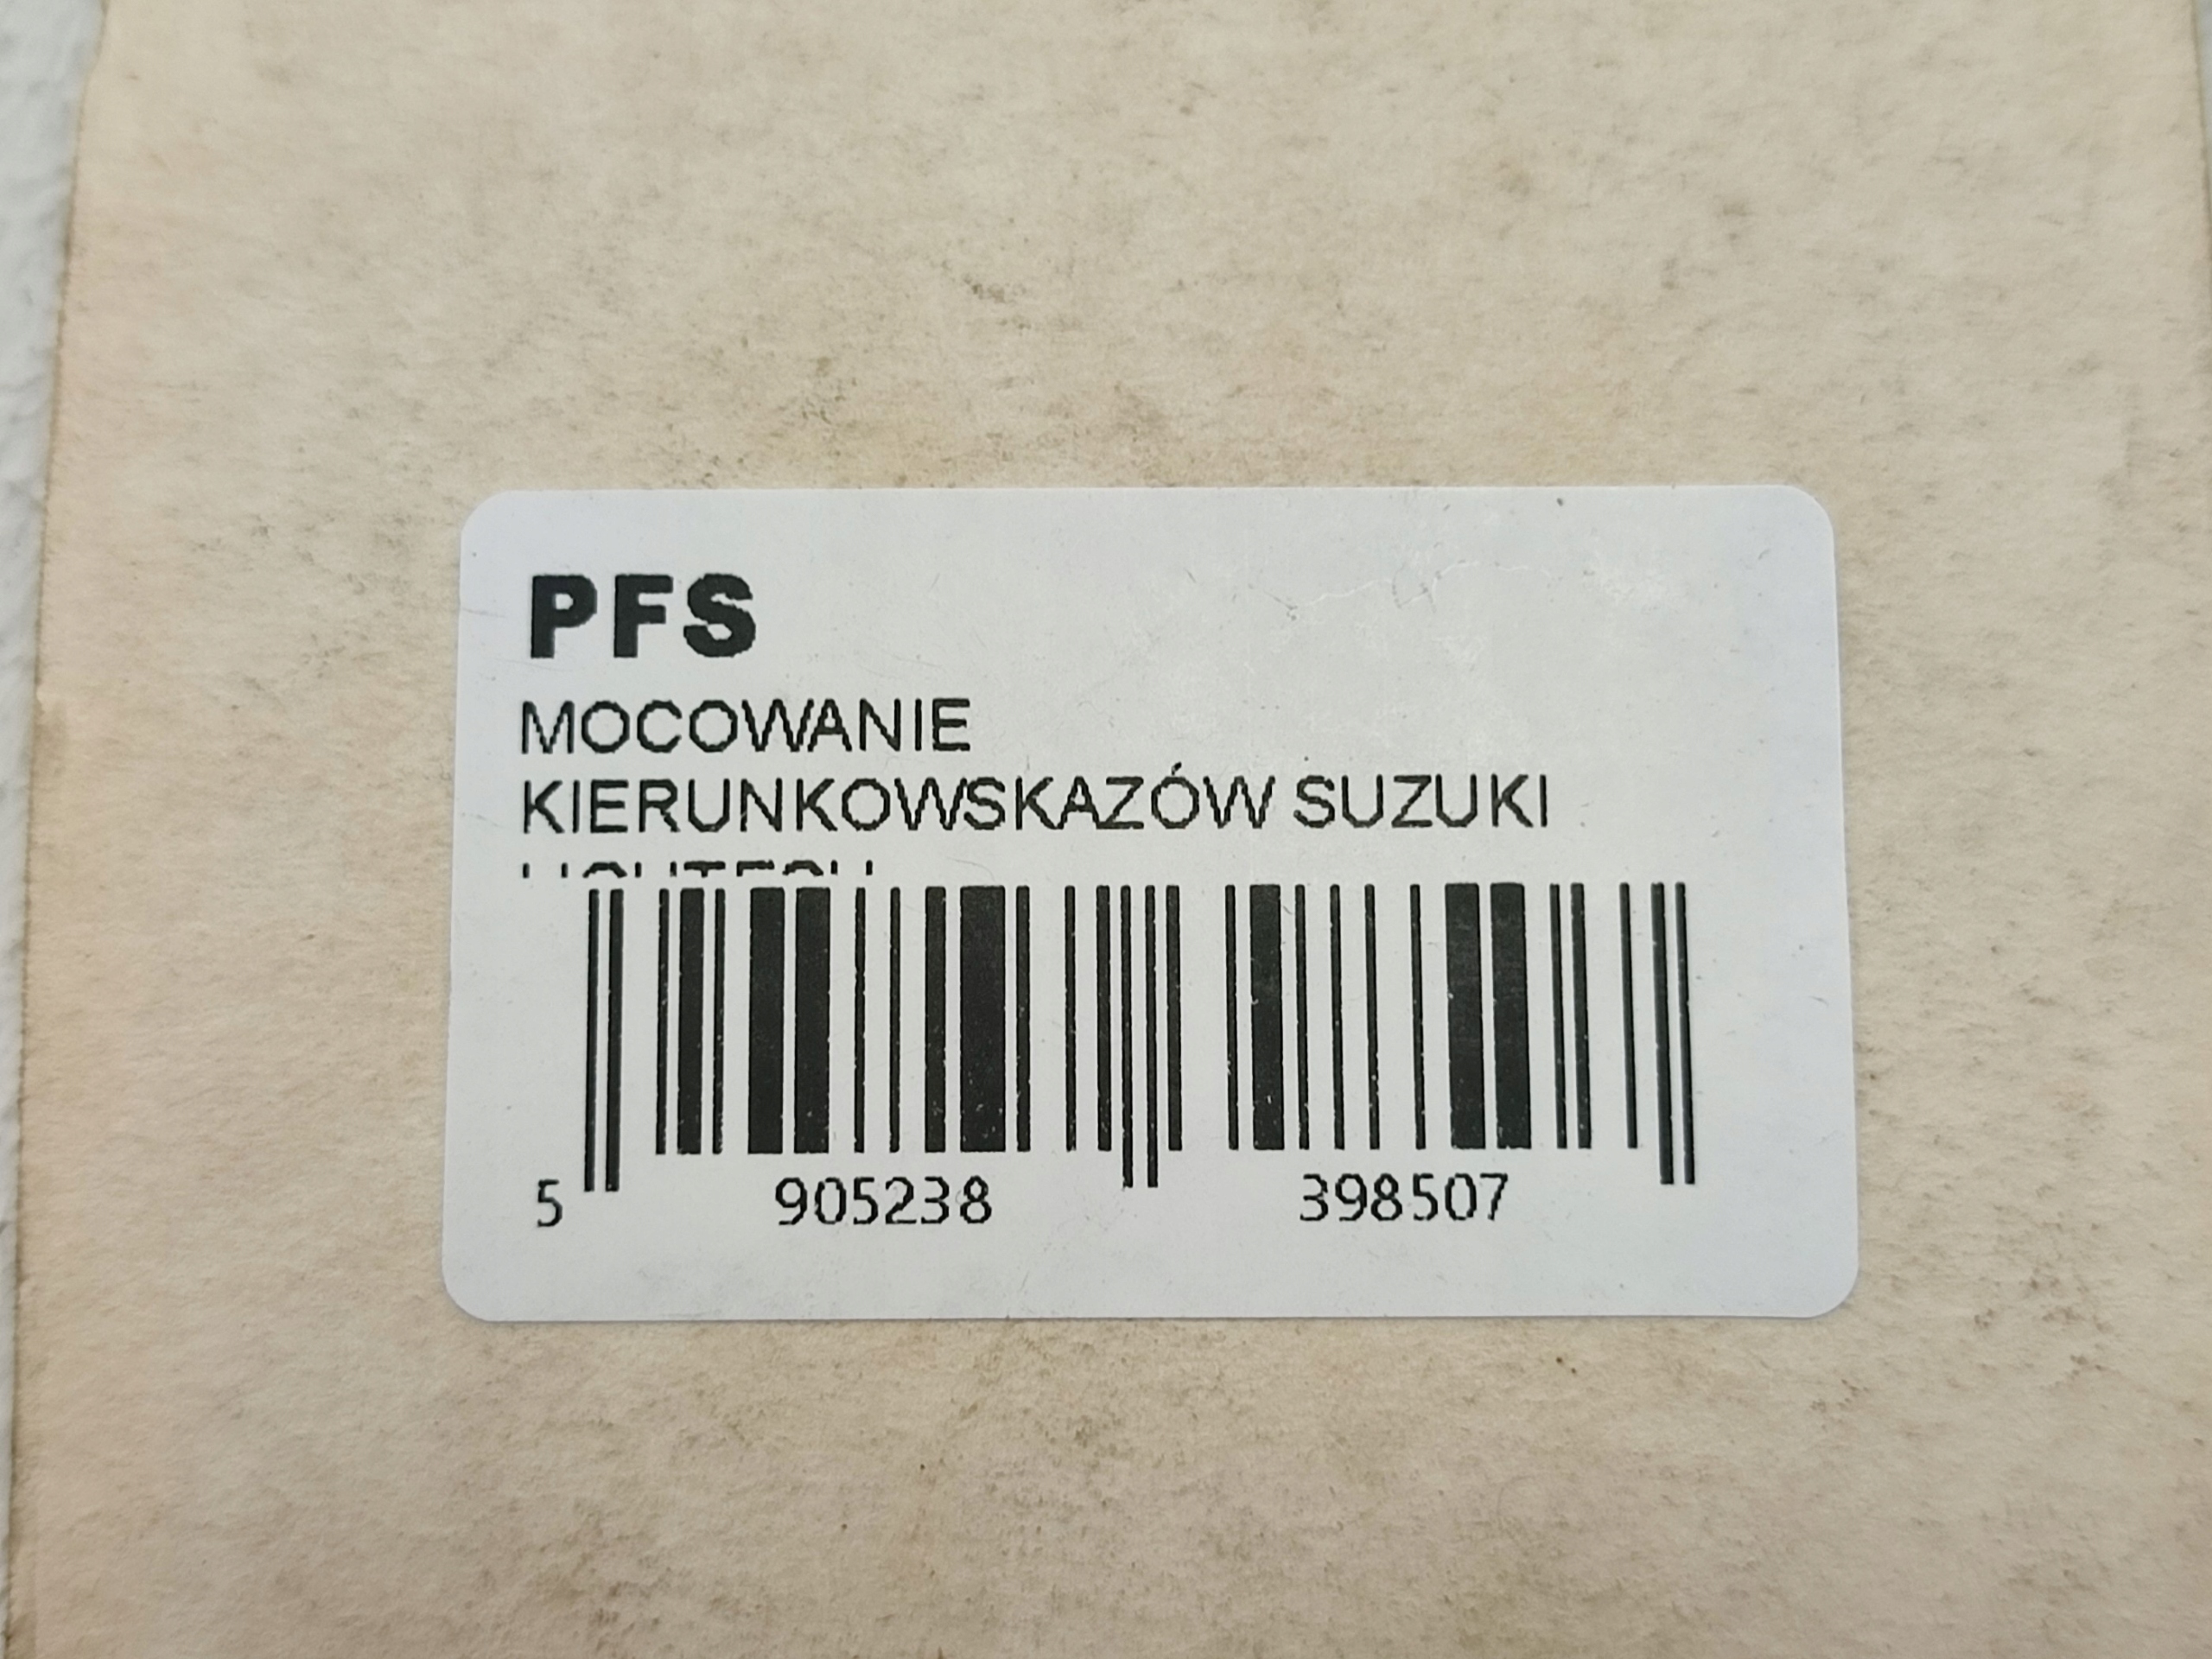 PFS
MOCOWANIE
KIERUNKOWSKAZÓW SUZUKI
5 905238 398507